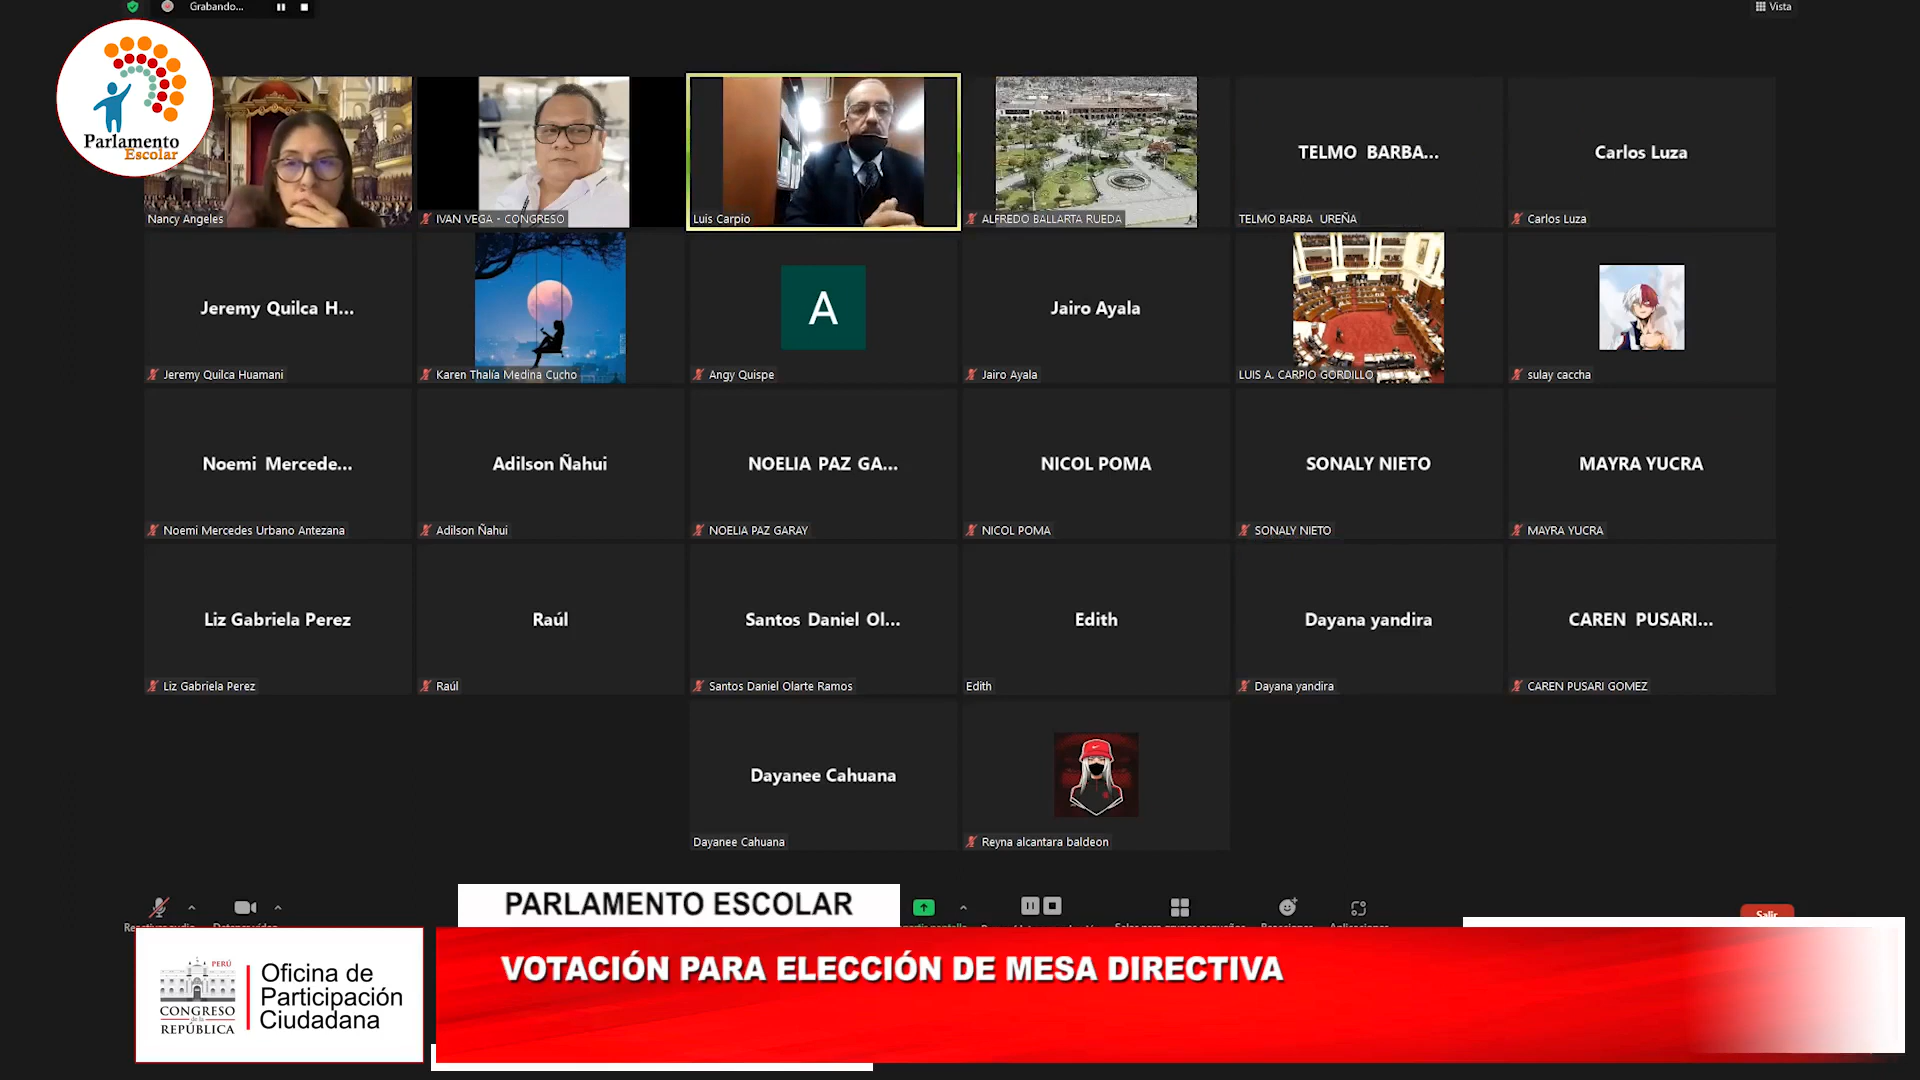 Grabando...
Vista
Parlamento
Escolar
Nancy Angeles
IVAN VEGA - CONGRESO
Luis Carpio
ALFREDO BALLARTA RUEDA
TELMO BARBA...
TELMO BARBA UREÑA
Carlos Luza
Carlos Luza
Jeremy Quilca H...
Jeremy Quilca Huamani
Karen Thalía Medina Cucho
A
Angy Quispe
Jairo Ayala
Jairo Ayala
LUIS A. CARPIO GORDILLO
sulay caccha
Noemi Mercede...
Noemi Mercedes Urbano Antezana
Adilson Ñahui
Adilson Ñahui
NOELIA PAZ GA...
NOELIA PAZ GARAY
NICOL POMA
NICOL POMA
SONALY NIETO
SONALY NIETO
MAYRA YUCRA
MAYRA YUCRA
Liz Gabriela Perez
Liz Gabriela Perez
Raúl
Raúl
Santos Daniel Ol...
Santos Daniel Olarte Ramos
Edith
Edith
Dayana yandira
Dayana yandira
CAREN PUSARI...
CAREN PUSARI GOMEZ
Dayanee Cahuana
Dayanee Cahuana
Reyna alcantara baldeon
Salir
PARLAMENTO ESCOLAR
VOTACIÓN PARA ELECCIÓN DE MESA DIRECTIVA
PERÚ
CONGRESO
de la
REPÚBLICA
Oficina de
Participación
Ciudadana